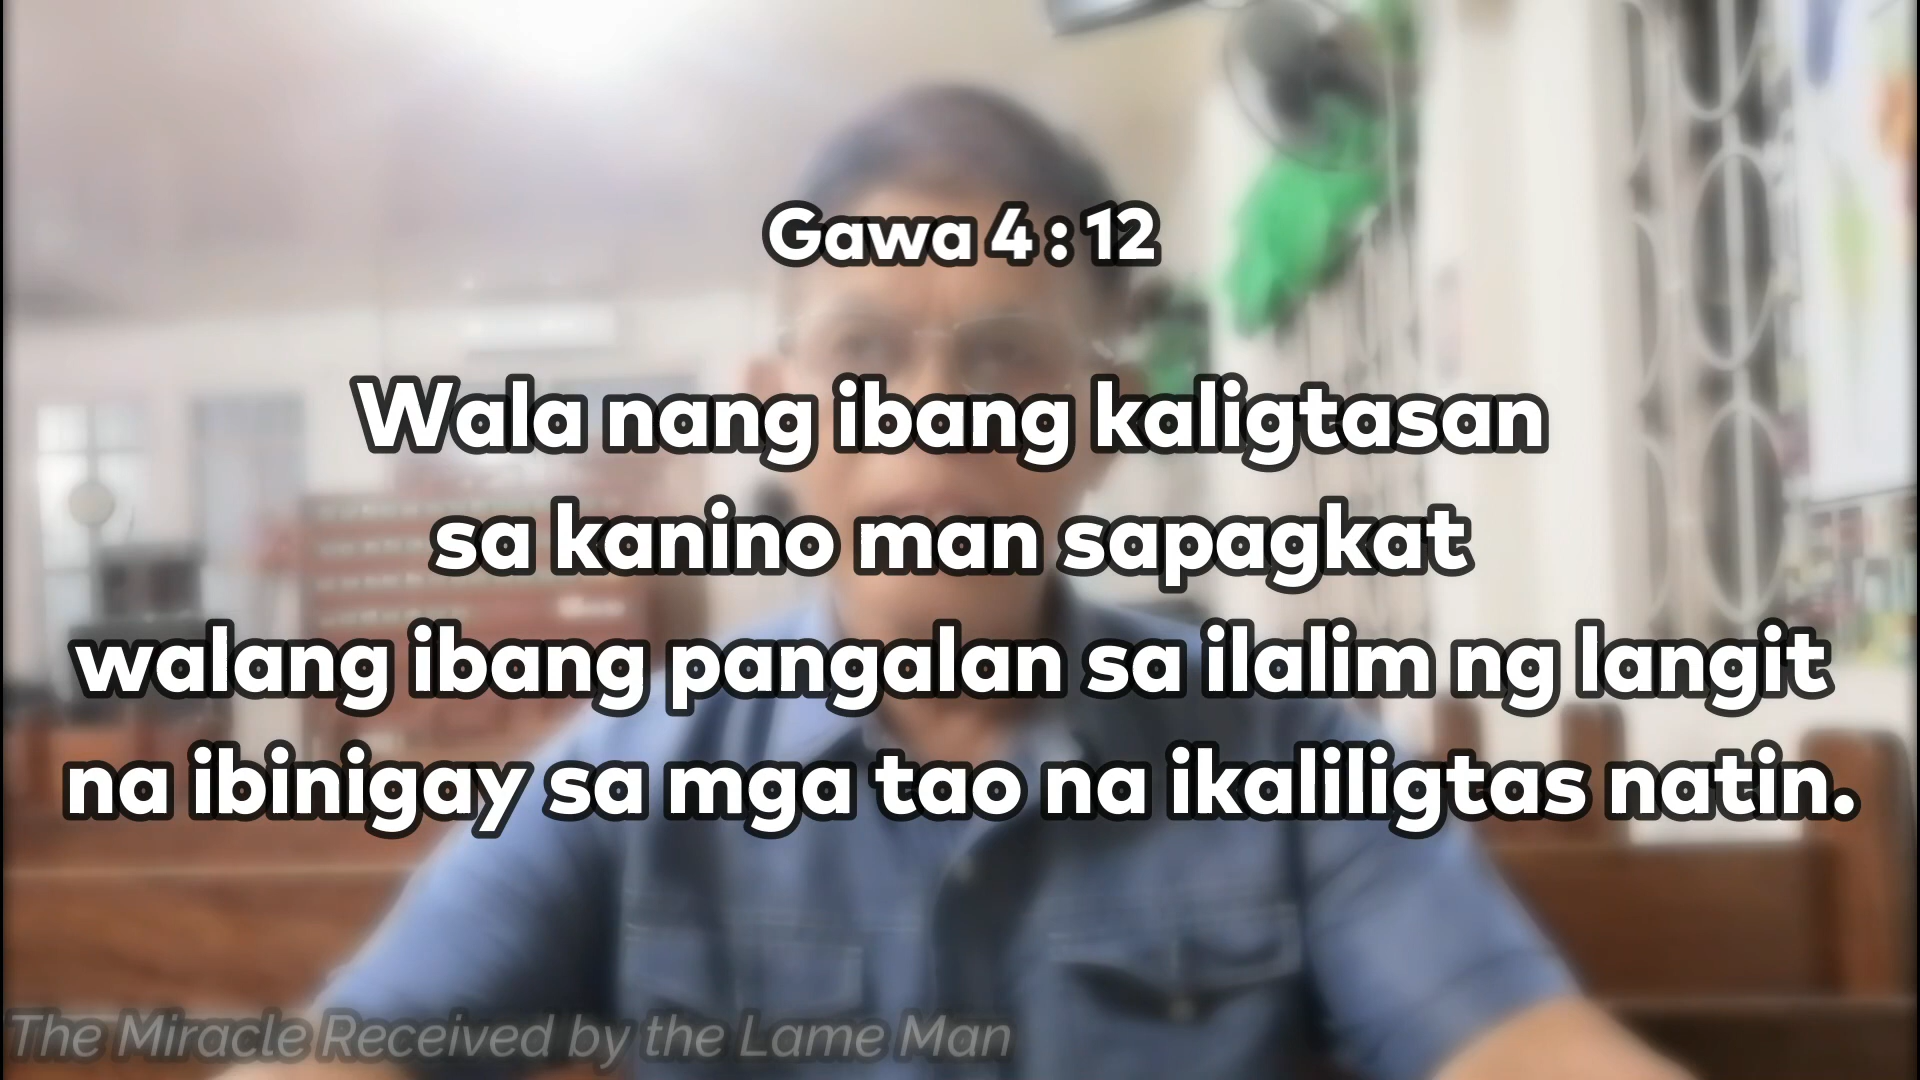 Gawa 4 : 12
Wala nang ibang kaligtasan
sa kanino man sapagkat
walang ibang pangalan sa ilalim ng langit
na ibinigay sa mga tao na ikaliligtas natin.
The Miracle Received by the Lame Man